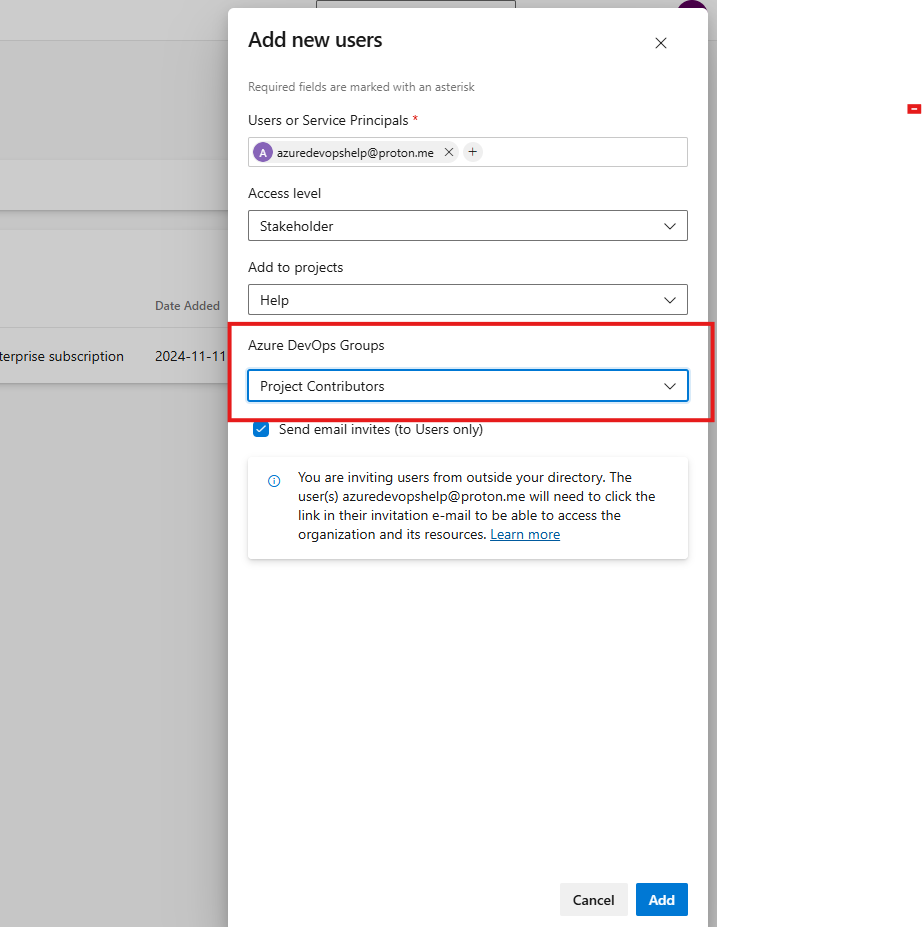 Add new users
Required fields are marked with an asterisk
Users or Service Principals *
A azuredevopshelp@proton.me
Access level
Stakeholder
Add to projects
Help
Date Added
Azure DevOps Groups
terprise subscription 2024-11-11
Project Contributors
Send email invites (to Users only)
You are inviting users from outside your directory. The
user(s) azuredevopshelp@proton.me will need to click the
link in their invitation e-mail to be able to access the
organization and its resources. Learn more
Cancel Add